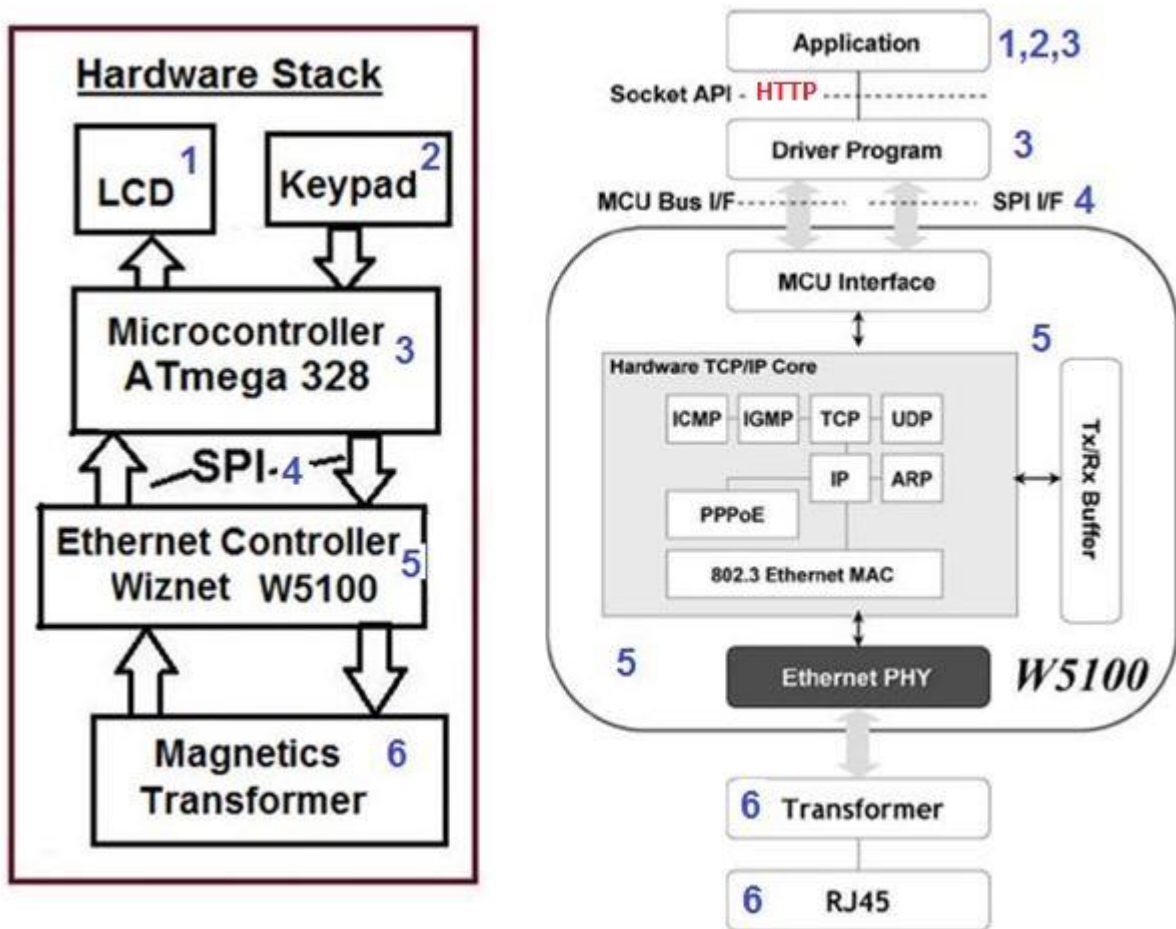 Hardware Stack
1
LCD
2
Keypad
Microcontroller
ATmega 328
3
SPI- 4
Ethernet Controller
Wiznet W5100
5
Magnetics
Transformer
6
Application
1,2,3
Socket API - HTTP
Driver Program
3
MCU Bus I/F
SPI I/F 4
MCU Interface
5
Hardware TCP/IP Core
ICMP IGMP TCP UDP
IP ARP
PPPoE
802.3 Ethernet MAC
Tx/Rx Buffer
5
Ethernet PHY
W5100
6 Transformer
6 RJ45